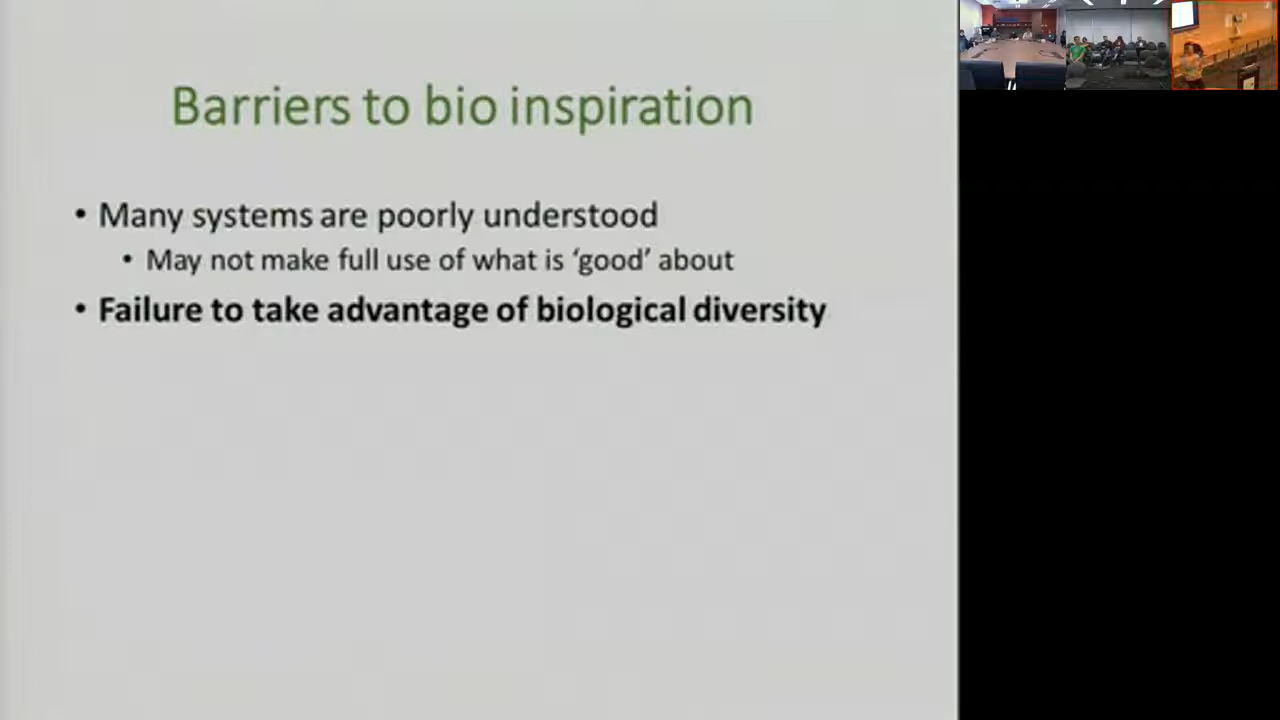 Barriers to bio inspiration
• Many systems are poorly understood
• May not make full use of what is ‘good’ about
• Failure to take advantage of biological diversity